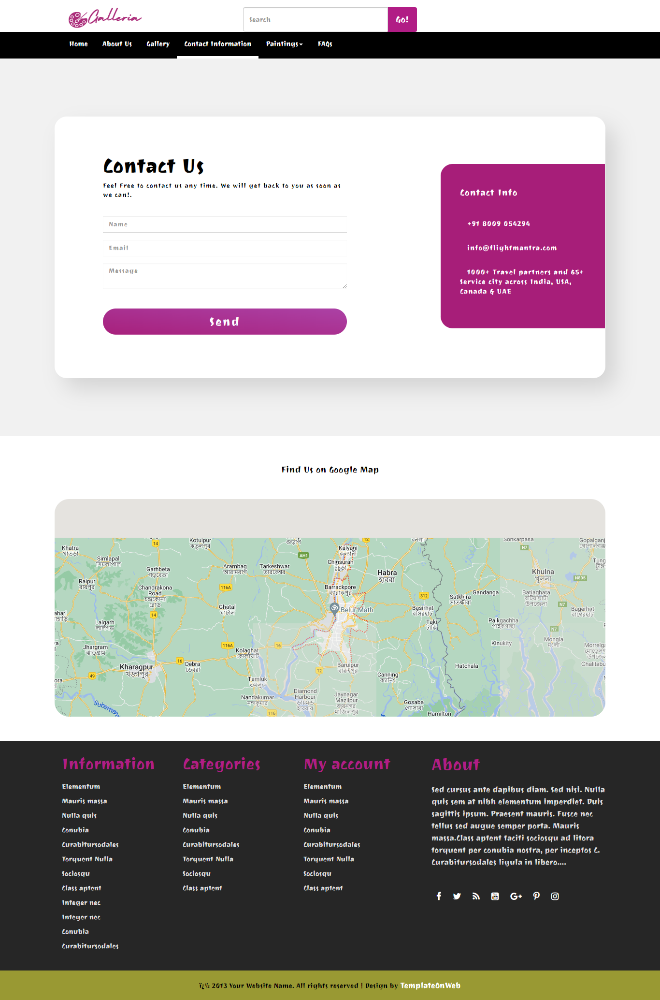 Galleria
Search
Go!
Home
About Us
Gallery
Contact Information
Paintings
FAQs
Contact Us
Feel Free to contact us any time. We will get back to you as soon as
we can!.
Name
Email
Message
Send
Contact Info
+91 8009 054294
info@flightmantra.com
1000+ Travel partners and 65+
Service city across India, USA,
Canada & UAE
Find Us on Google Map
Kotulpur
কতুলপুর
গুড়াপ
12
বনগাঁ
Sonkarpasa
Gopalganj
গোপালগঞ্জ
Khatra
খাতড়া
14
Simlapal
সিমলাপাল
AH1
Kalyani
কল্যাণী
N7
Chinsurah
চুঁচুড়া
Garhbeta
গড়বেতা
Arambag
আরামবাগ
Tarkeshwar
তারকেশ্বর
Habra
হাবরা
Khulna
খুলনা
N805
Raipur
রায়পুর
Chandrakona
Road
চন্দ্রকোনা
রোড
116A
Barrackpore
ব্যারাকপুর
312
Satkhira
সাতক্ষীরা
Gandanga
Batiaghata
বটিয়াঘাটা
উপজেলা
N7
Ghatal
ঘাটাল
Belur Math
Basirhat
বসিরহাট
Bagerhat
বাগেরহাট
14
Lalgarh
লালগড়
Taki
টাকি
Paikgachha
পাইকগাছা
N7
Jhargram
ঝাড়গ্রাম
116A
Kolaghat
কোলাঘাট
16
Kinukity
Mongla
মংলা
Kharagpur
খড়গপুর
16
Debra
ডেবরা
Baruipur
বারুইপুর
12
Hatchala
49
Tamluk
তমলুক
Canning
ক্যানিং
Nandakumar
নন্দকুমার
Diamond
Harbour
ডায়মন্ড
হারবার
Jaynagar
Mazilpur
জয়নগর
মাজিলপুর
Gosaba
গোসাবা
116
Hamilton
Information
Elementum
Mauris massa
Nulla quis
Conubia
Curabitursodales
Torquent Nulla
Sociosqu
Class aptent
Integer nec
Integer nec
Conubia
Curabitursodales
Categories
Elementum
Mauris massa
Nulla quis
Conubia
Curabitursodales
Torquent Nulla
Sociosqu
Class aptent
My account
Elementum
Mauris massa
Nulla quis
Conubia
Curabitursodales
Torquent Nulla
Sociosqu
Class aptent
About
Sed cursus ante dapibus diam. Sed nisi. Nulla
quis sem at nibh elementum imperdiet. Duis
sagittis ipsum. Praesent mauris. Fusce nec
tellus sed augue semper porta. Mauris
massa.Class aptent taciti sociosqu ad litora
torquent per conubia nostra, per inceptos C.
Curabitursodales ligula in libero....
ï¿½ 2013 Your Website Name. All rights reserved | Design by TemplateOnWeb